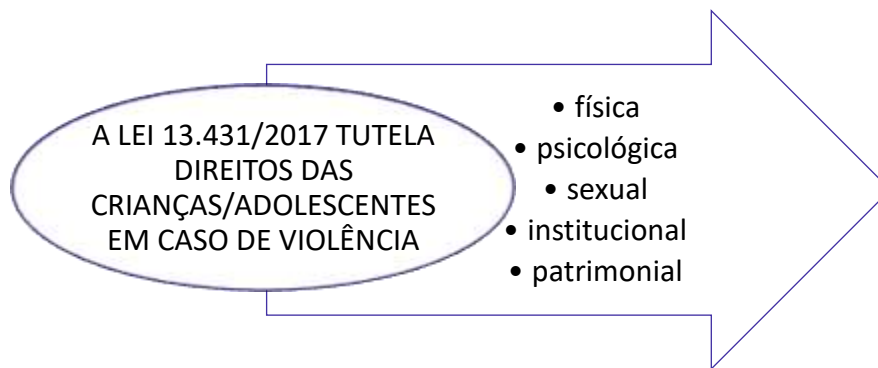 A LEI 13.431/2017 TUTELA
DIREITOS DAS
CRIANÇAS/ADOLESCENTES
EM CASO DE VIOLÊNCIA
• física
• psicológica
• sexual
• institucional
• patrimonial